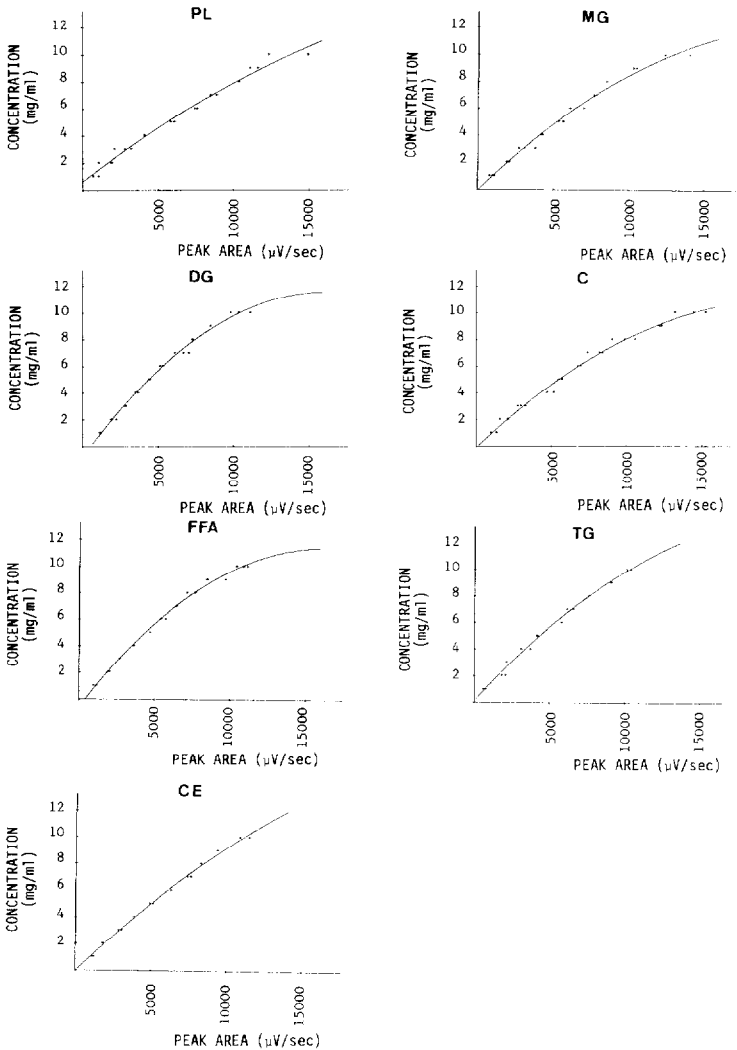 PL
CONCENTRATION
(mg/ml)
12
10
8
6
4
2
5000
10000
15000
PEAK AREA (µV/sec)
MG
CONCENTRATION
(mg/ml)
12
10
8
6
4
2
5000
10000
15000
PEAK AREA (µV/sec)
DG
CONCENTRATION
(mg/ml)
12
10
8
6
4
2
5000
10000
15000
PEAK AREA (µV/sec)
C
CONCENTRATION
(mg/ml)
12
10
8
6
4
2
5000
10000
15000
PEAK AREA (µV/sec)
FFA
CONCENTRATION
(mg/ml)
12
10
8
6
4
2
5000
10000
15000
PEAK AREA (µV/sec)
TG
CONCENTRATION
(mg/ml)
12
10
8
6
4
2
5000
10000
15000
PEAK AREA (µV/sec)
CE
CONCENTRATION
(mg/ml)
12
10
8
6
4
2
5000
10000
15000
PEAK AREA (µV/sec)